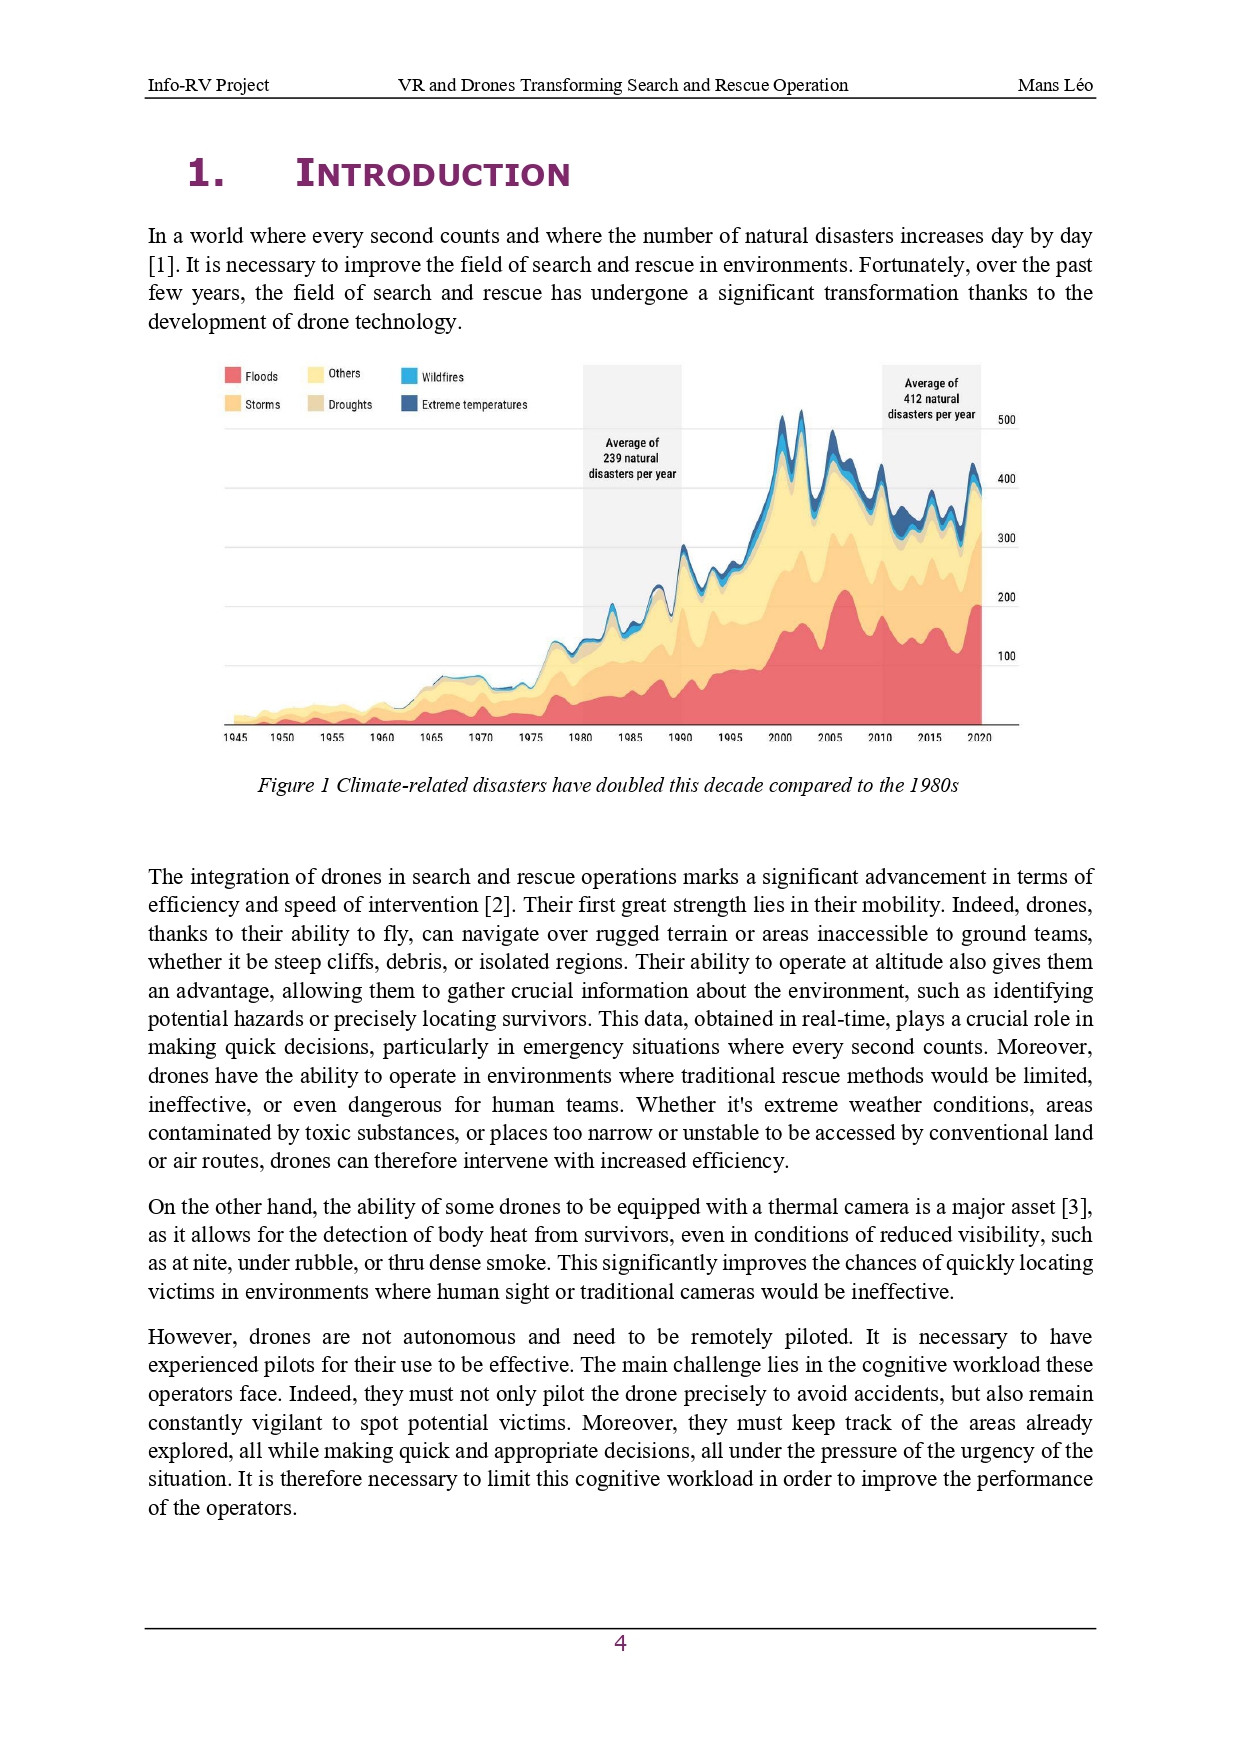 Info-RV Project VR and Drones Transforming Search and Rescue Operation Mans Léo
1. INTRODUCTION
In a world where every second counts and where the number of natural disasters increases day by day
[1]. It is necessary to improve the field of search and rescue in environments. Fortunately, over the past
few years, the field of search and rescue has undergone a significant transformation thanks to the
development of drone technology.
Floods Others Wildfires
Storms Droughts Extreme temperatures
Average of
239 natural
disasters per year
Average of
412 natural
disasters per year
500
400
300
200
100
1945 1950 1955 1960 1965 1970 1975 1980 1985 1990 1995 2000 2005 2010 2015 2020
Figure 1 Climate-related disasters have doubled this decade compared to the 1980s
The integration of drones in search and rescue operations marks a significant advancement in terms of
efficiency and speed of intervention [2]. Their first great strength lies in their mobility. Indeed, drones,
thanks to their ability to fly, can navigate over rugged terrain or areas inaccessible to ground teams,
whether it be steep cliffs, debris, or isolated regions. Their ability to operate at altitude also gives them
an advantage, allowing them to gather crucial information about the environment, such as identifying
potential hazards or precisely locating survivors. This data, obtained in real-time, plays a crucial role in
making quick decisions, particularly in emergency situations where every second counts. Moreover,
drones have the ability to operate in environments where traditional rescue methods would be limited,
ineffective, or even dangerous for human teams. Whether it's extreme weather conditions, areas
contaminated by toxic substances, or places too narrow or unstable to be accessed by conventional land
or air routes, drones can therefore intervene with increased efficiency.
On the other hand, the ability of some drones to be equipped with a thermal camera is a major asset [3],
as it allows for the detection of body heat from survivors, even in conditions of reduced visibility, such
as at nite, under rubble, or thru dense smoke. This significantly improves the chances of quickly locating
victims in environments where human sight or traditional cameras would be ineffective.
However, drones are not autonomous and need to be remotely piloted. It is necessary to have
experienced pilots for their use to be effective. The main challenge lies in the cognitive workload these
operators face. Indeed, they must not only pilot the drone precisely to avoid accidents, but also remain
constantly vigilant to spot potential victims. Moreover, they must keep track of the areas already
explored, all while making quick and appropriate decisions, all under the pressure of the urgency of the
situation. It is therefore necessary to limit this cognitive workload in order to improve the performance
of the operators.
4